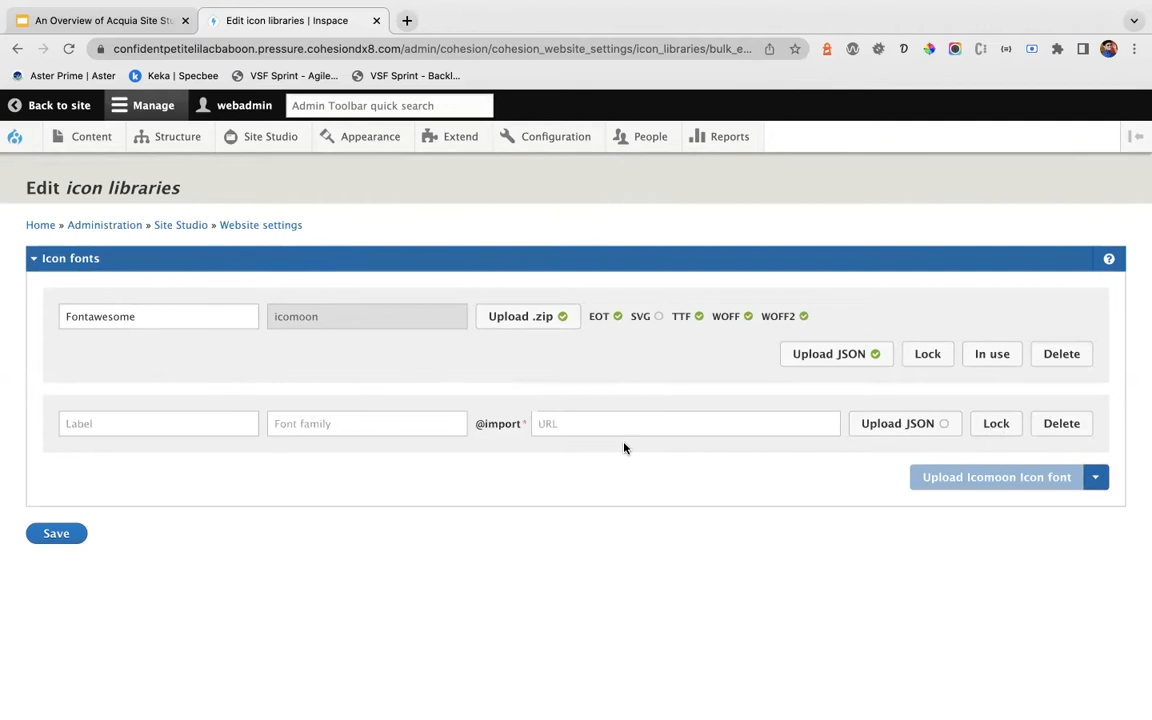 An Overview of Acquia Site Stu
Edit icon libraries | Inspace
confidentpetitelilacbaboon.pressure.cohesiondx8.com/admin/cohesion/cohesion_website_settings/icon_libraries/bulk_e...
Aster Prime | Aster
Keka | Specbee
VSF Sprint - Agile...
VSF Sprint - Backl...
Back to site
Manage
webadmin
Admin Toolbar quick search
Content
Structure
Site Studio
Appearance
Extend
Configuration
People
Reports
Edit icon libraries
Home » Administration » Site Studio » Website settings
Icon fonts
Fontawesome
icomoon
Upload .zip
EOT
SVG
TTF
WOFF
WOFF2
Upload JSON
Lock
In use
Delete
Label
Font family
@import*
URL
Upload JSON
Lock
Delete
Upload Icomoon Icon font
Save